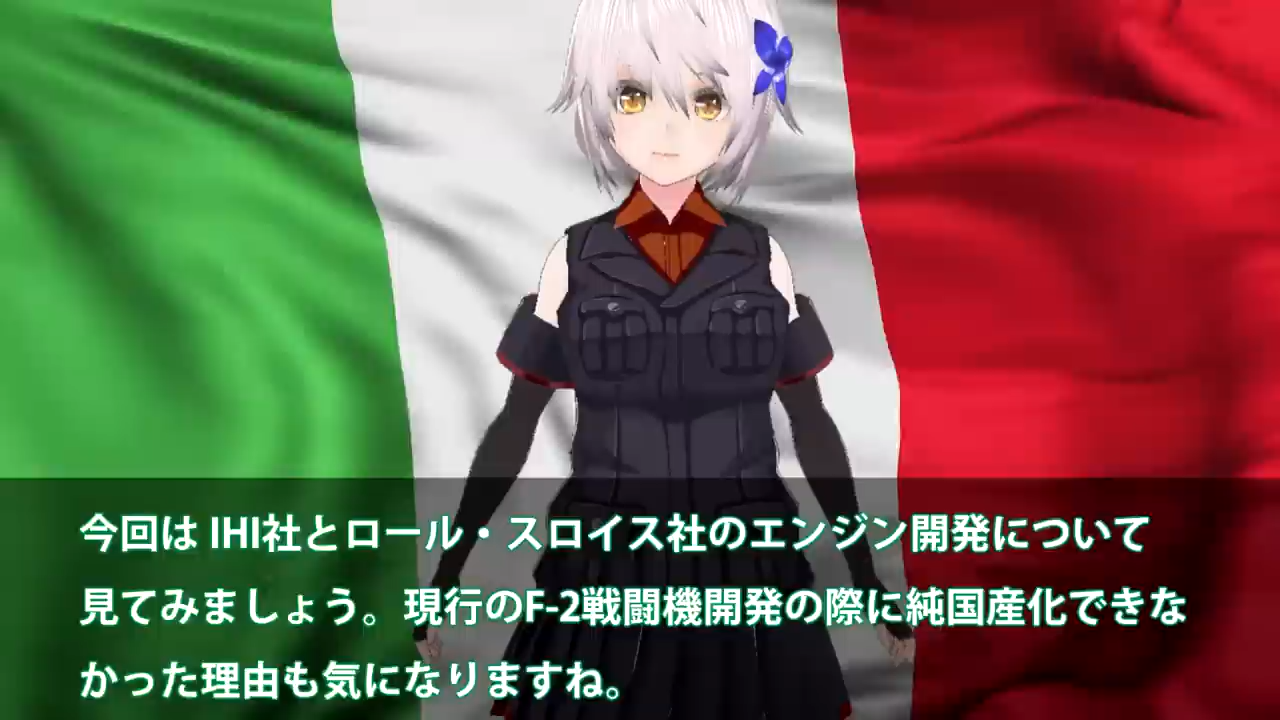 今回は IHI社とロール・スロイス社のエンジン開発について
見てみましょう。現行のF-2戦闘機開発の際に純国産化できな
かった理由も気になりますね。